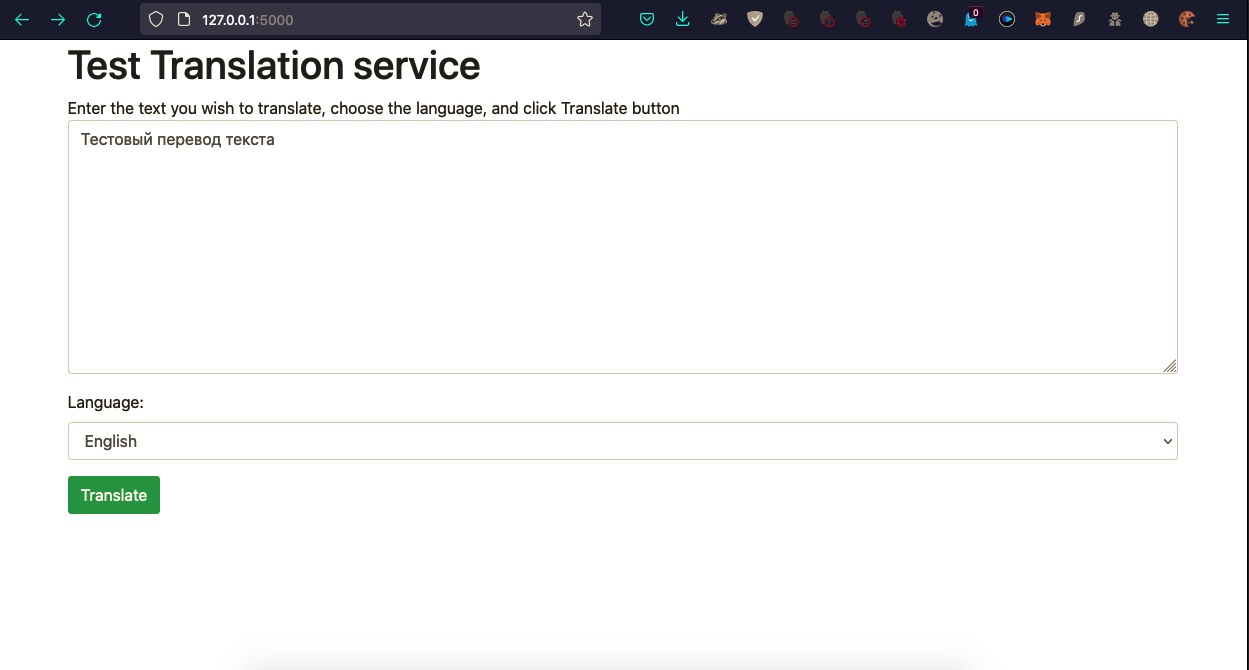 127.0.0.1:5000
0
Test Translation service
Enter the text you wish to translate, choose the language, and click Translate button
Тестовый перевод текста
Language:
English
Translate